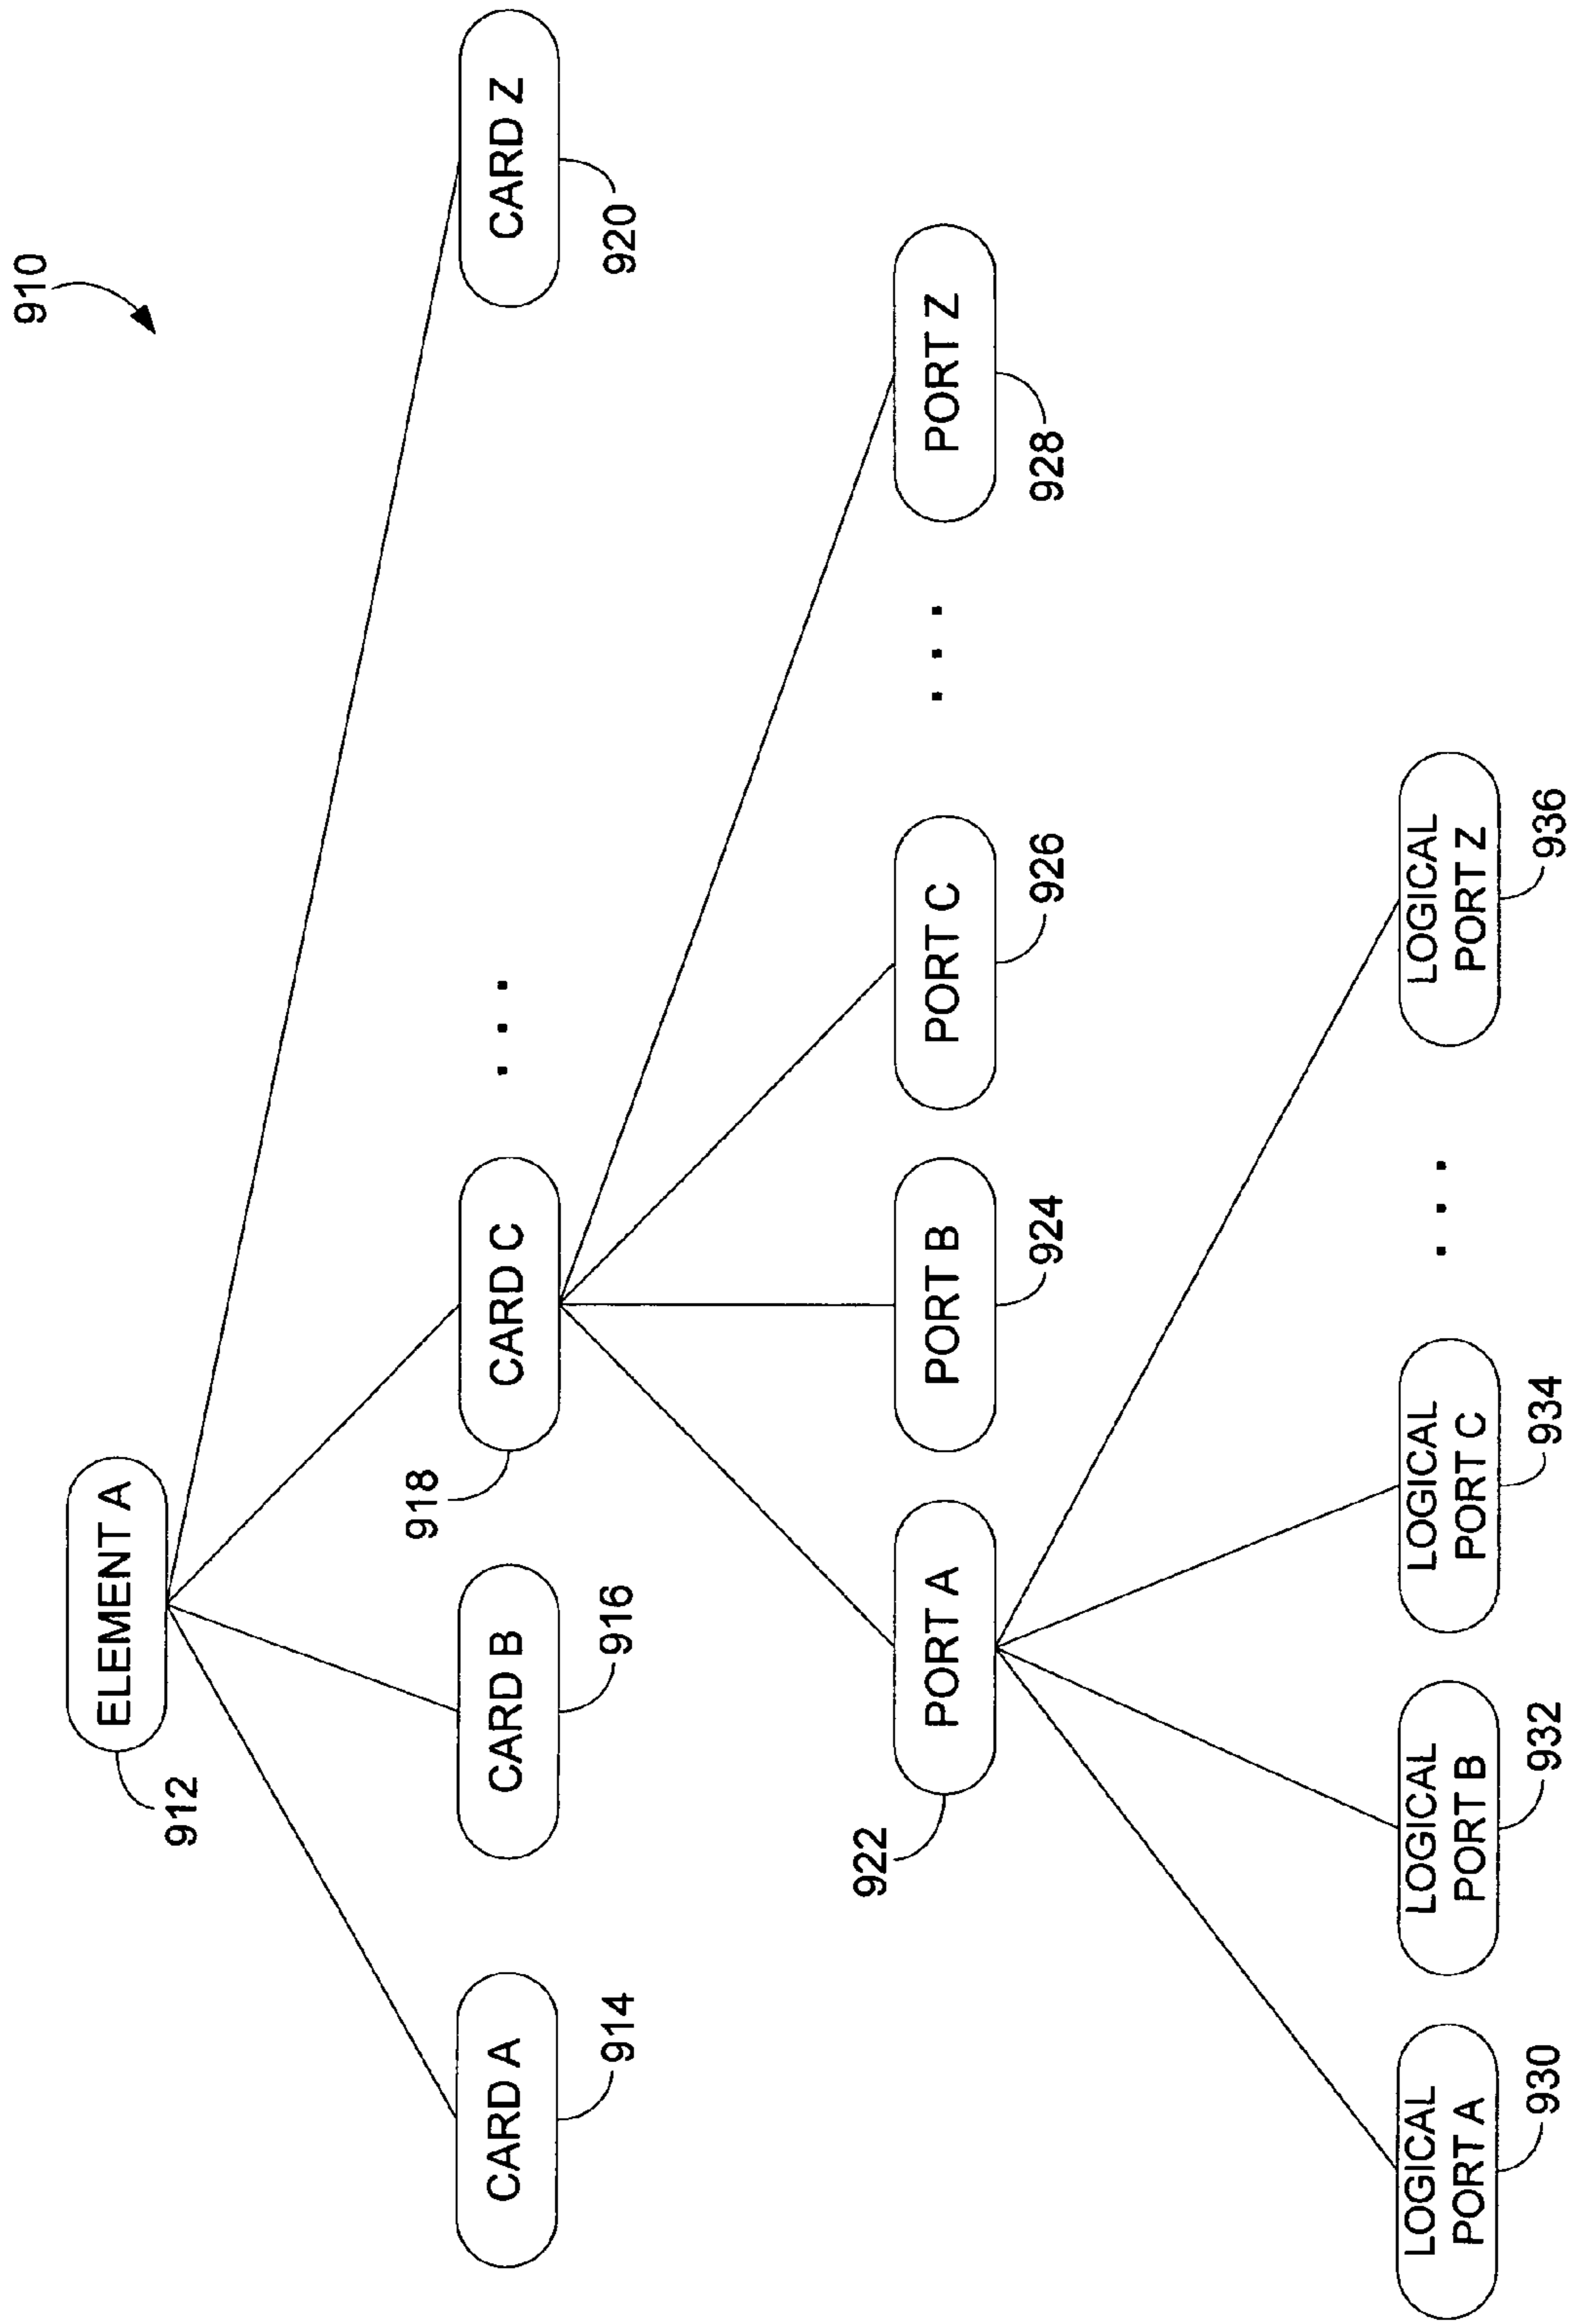 910
ELEMENT A
912
CARD A
914
CARD B
916
CARD C
918
. . .
CARD Z
920
PORT A
922
PORT B
924
PORT C
926
. . .
PORT Z
928
LOGICAL
PORT A
930
LOGICAL
PORT B
932
LOGICAL
PORT C
934
. . .
LOGICAL
PORT Z
936